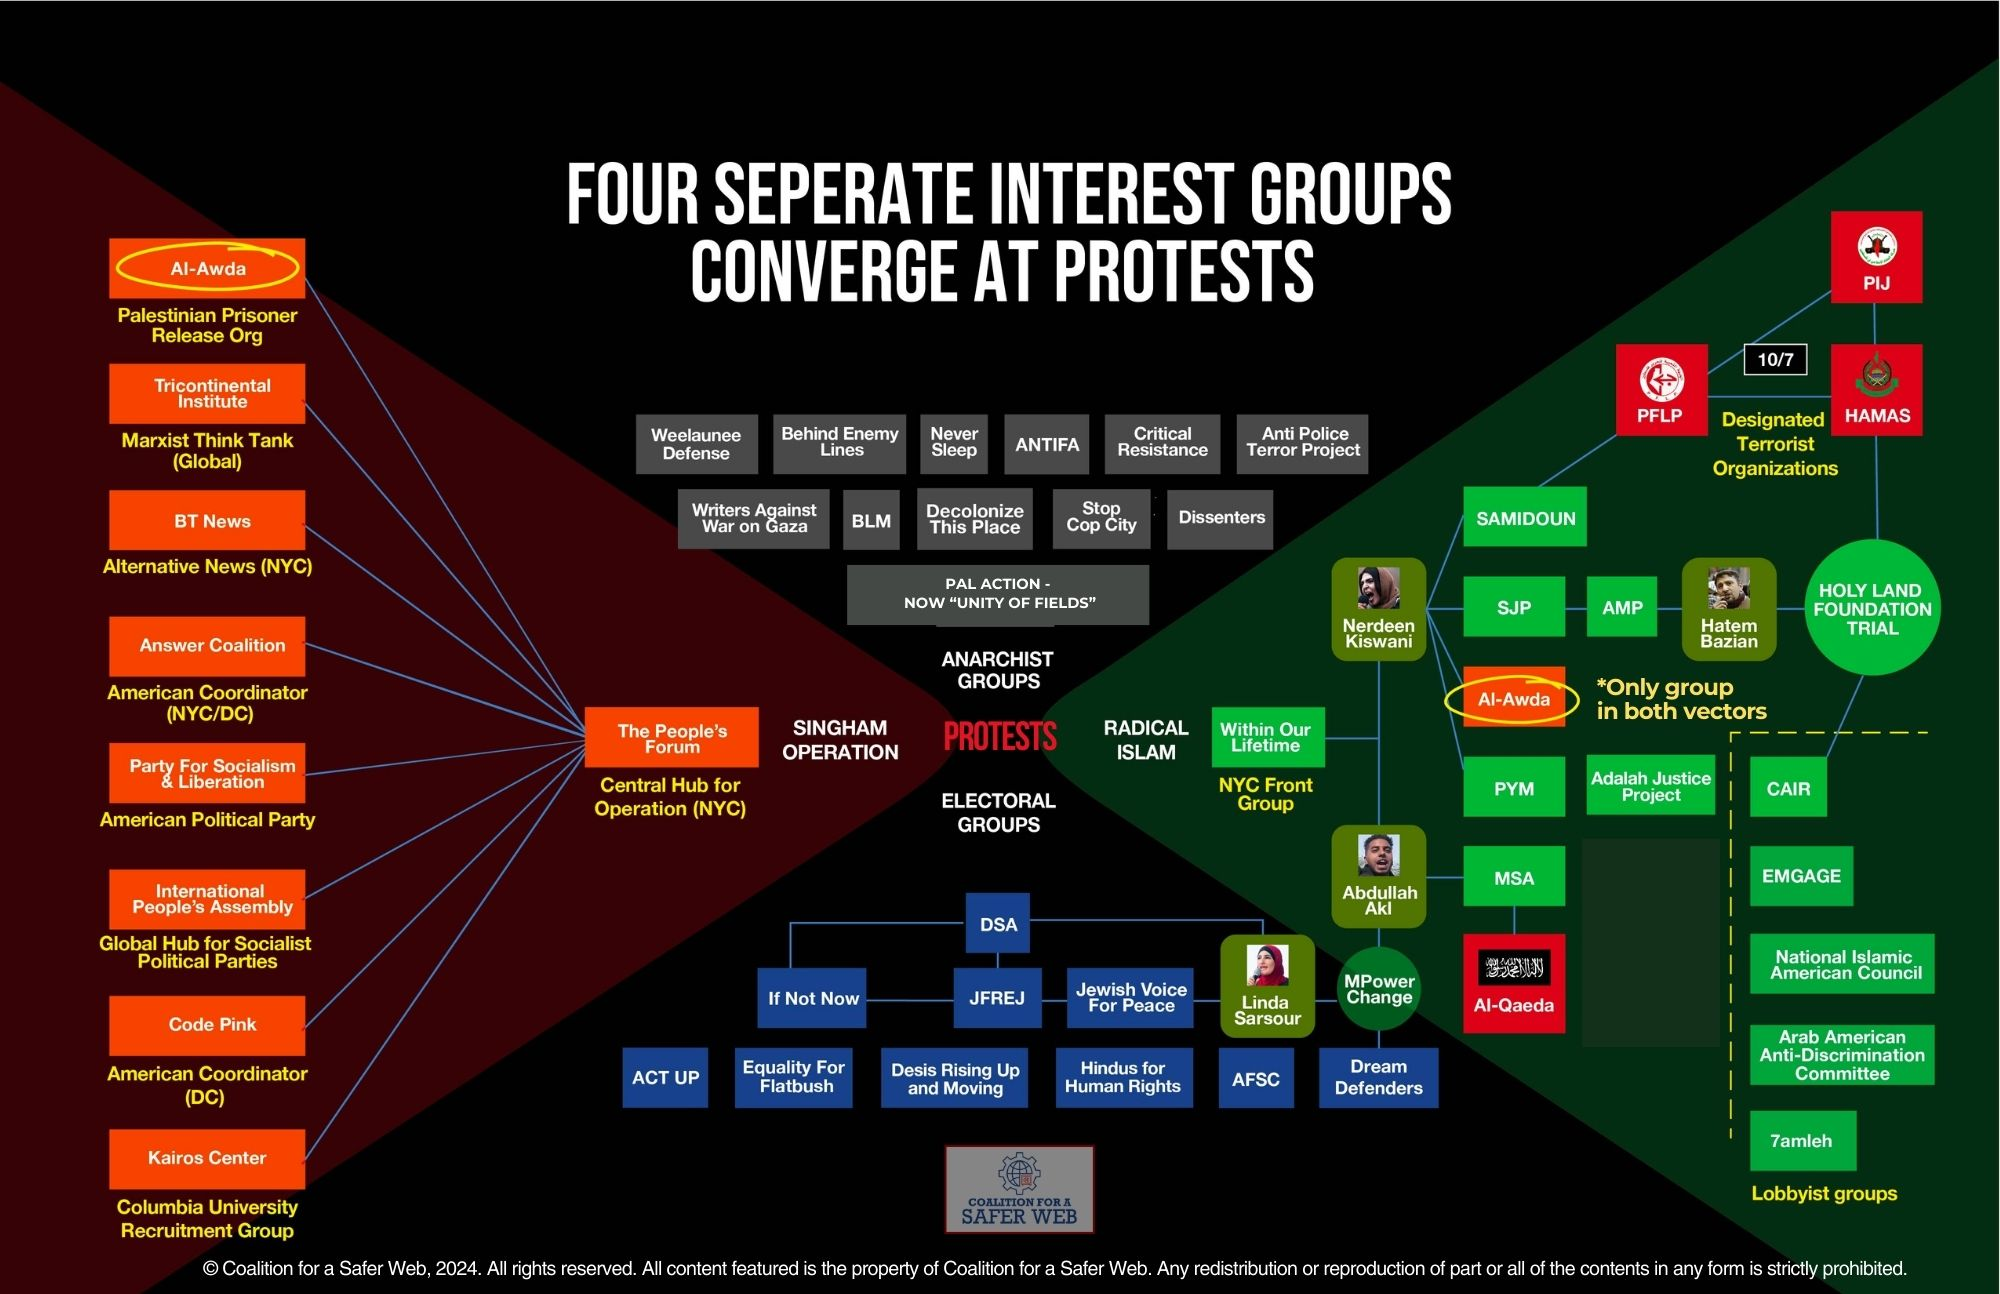 FOUR SEPERATE INTEREST GROUPS
CONVERGE AT PROTESTS
Al-Awda
Palestinian Prisoner
Release Org
Tricontinental
Institute
Marxist Think Tank
(Global)
BT News
Alternative News (NYC)
Answer Coalition
American Coordinator
(NYC/DC)
Party For Socialism
& Liberation
American Political Party
International
People's Assembly
Global Hub for Socialist
Political Parties
Code Pink
American Coordinator
(DC)
Kairos Center
Columbia University
Recruitment Group
The People's
Forum
Central Hub for
Operation (NYC)
SINGHAM
OPERATION
Weelaunee
Defense
Behind Enemy
Lines
Never
Sleep
ANTIFA
Critical
Resistance
Anti Police
Terror Project
Writers Against
War on Gaza
BLM
Decolonize
This Place
Stop
Cop City
Dissenters
PAL ACTION -
NOW “UNITY OF FIELDS”
ANARCHIST
GROUPS
PROTESTS
ELECTORAL
GROUPS
RADICAL
ISLAM
Within Our
Lifetime
NYC Front
Group
DSA
If Not Now
JFREJ
Jewish Voice
For Peace
Linda
Sarsour
MPower
Change
ACT UP
Equality For
Flatbush
Desis Rising Up
and Moving
Hindus for
Human Rights
AFSC
Dream
Defenders
PIJ
PFLP
10/7
HAMAS
Designated
Terrorist
Organizations
SAMIDOUN
Nerdeen
Kiswani
SJP
AMP
Hatem
Bazian
HOLY LAND
FOUNDATION
TRIAL
Al-Awda
*Only group
in both vectors
PYM
Adalah Justice
Project
CAIR
Abdullah
Akl
MSA
Al-Qaeda
EMGAGE
National Islamic
American Council
Arab American
Anti-Discrimination
Committee
7amleh
Lobbyist groups
COALITION FOR A
SAFER WEB
© Coalition for a Safer Web, 2024. All rights reserved. All content featured is the property of Coalition for a Safer Web. Any redistribution or reproduction of part or all of the contents in any form is strictly prohibited.